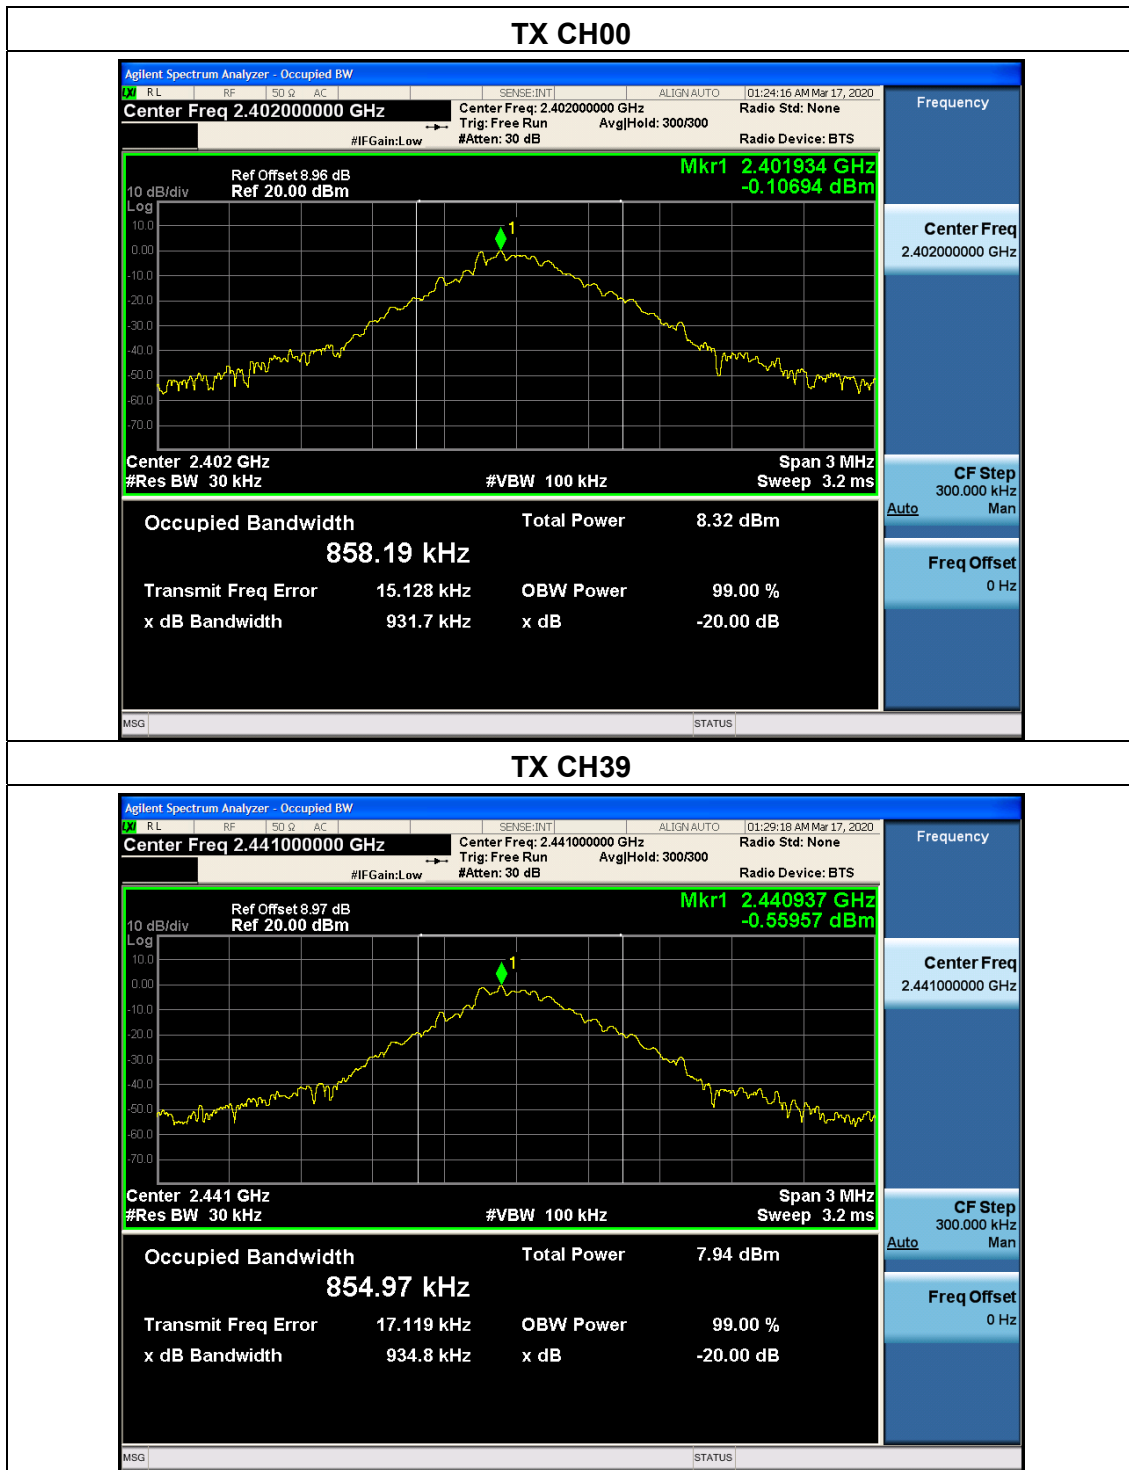 TX CH00
Agilent Spectrum Analyzer - Occupied BW
LXI RL RF 50 Ω AC SENSE:INT ALIGN AUTO 01:24:16 AM Mar 17, 2020
Center Freq 2.402000000 GHz
Center Freq: 2.402000000 GHz Radio Std: None
Trig: Free Run Avg|Hold: 300/300
#IFGain:Low #Atten: 30 dB Radio Device: BTS
Frequency
Mkr1 2.401934 GHz
-0.10694 dBm
Ref Offset 8.96 dB
10 dB/div Ref 20.00 dBm
Log
10.0
0.00
-10.0
-20.0
-30.0
-40.0
-50.0
-60.0
-70.0
1
Center 2.402 GHz Span 3 MHz
#Res BW 30 kHz #VBW 100 kHz Sweep 3.2 ms
Center Freq
2.402000000 GHz
CF Step
300.000 kHz
Auto Man
Freq Offset
0 Hz
Occupied Bandwidth Total Power 8.32 dBm
858.19 kHz
Transmit Freq Error 15.128 kHz OBW Power 99.00 %
x dB Bandwidth 931.7 kHz x dB -20.00 dB
MSG STATUS
TX CH39
Agilent Spectrum Analyzer - Occupied BW
LXI RL RF 50 Ω AC SENSE:INT ALIGN AUTO 01:29:18 AM Mar 17, 2020
Center Freq 2.441000000 GHz
Center Freq: 2.441000000 GHz Radio Std: None
Trig: Free Run Avg|Hold: 300/300
#IFGain:Low #Atten: 30 dB Radio Device: BTS
Frequency
Mkr1 2.440937 GHz
-0.55957 dBm
Ref Offset 8.97 dB
10 dB/div Ref 20.00 dBm
Log
10.0
0.00
-10.0
-20.0
-30.0
-40.0
-50.0
-60.0
-70.0
1
Center 2.441 GHz Span 3 MHz
#Res BW 30 kHz #VBW 100 kHz Sweep 3.2 ms
Center Freq
2.441000000 GHz
CF Step
300.000 kHz
Auto Man
Freq Offset
0 Hz
Occupied Bandwidth Total Power 7.94 dBm
854.97 kHz
Transmit Freq Error 17.119 kHz OBW Power 99.00 %
x dB Bandwidth 934.8 kHz x dB -20.00 dB
MSG STATUS